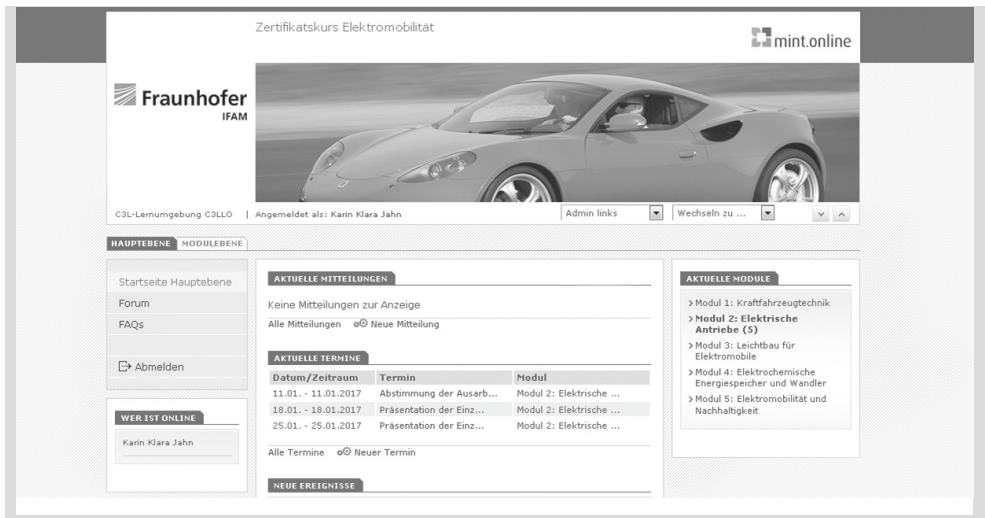 Zertifikatskurs Elektromobilität
mint.online
Fraunhofer
IFAM
C3L-Lernumgebung C3LLO | Angemeldet als: Karin Klara Jahn
Admin links
Wechseln zu ...
HAUPTEBENE MODULEBENE
Startseite Hauptebene
Forum
FAQs
Abmelden
WER IST ONLINE
Karin Klara Jahn
AKTUELLE MITTEILUNGEN
Keine Mitteilungen zur Anzeige
Alle Mitteilungen Neue Mitteilung
AKTUELLE TERMINE
Datum/Zeitraum Termin Modul
11.01. - 11.01.2017 Abstimmung der Ausarb... Modul 2: Elektrische ...
18.01. - 18.01.2017 Präsentation der Einz... Modul 2: Elektrische ...
25.01. - 25.01.2017 Präsentation der Einz... Modul 2: Elektrische ...
Alle Termine Neuer Termin
NEUE EREIGNISSE
AKTUELLE MODULE
Modul 1: Kraftfahrzeugtechnik
Modul 2: Elektrische
Antriebe (S)
Modul 3: Leichtbau für
Elektromobile
Modul 4: Elektrochemische
Energiespeicher und Wandler
Modul 5: Elektromobilität und
Nachhaltigkeit